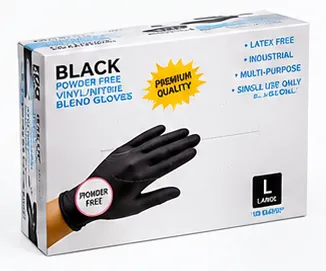 BLACK
POWDER FREE
VINYL/NITRILE
BLEND GLOVES
PREMIUM
QUALITY
• LATEX FREE
• INDUSTRIAL
• MULTI-PURPOSE
• SINGLE USE ONLY
POWDER
FREE
L
LARGE